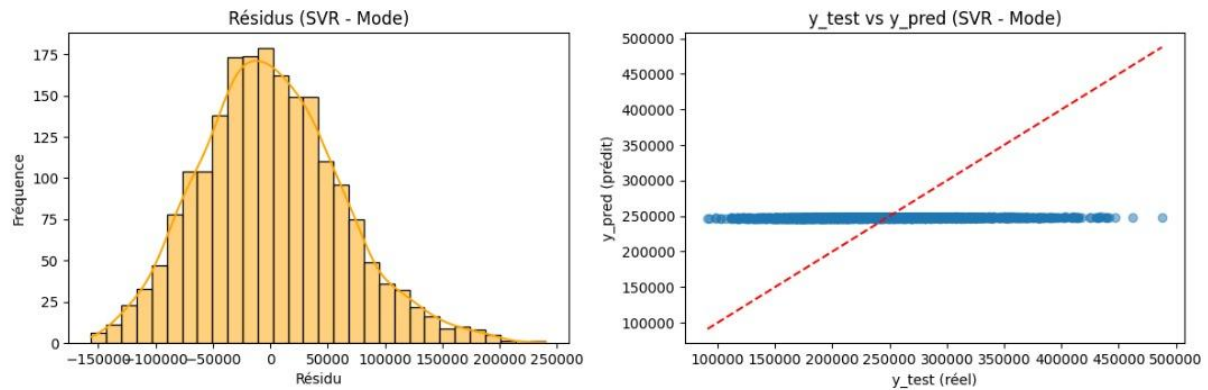 Résidus (SVR - Mode)
175
150
125
100
75
50
25
0
Fréquence
−150000 −100000 −50000 0 50000 100000 150000 200000 250000
Résidu
y_test vs y_pred (SVR - Mode)
500000
450000
400000
350000
300000
250000
200000
150000
100000
y_pred (prédit)
100000 150000 200000 250000 300000 350000 400000 450000 500000
y_test (réel)